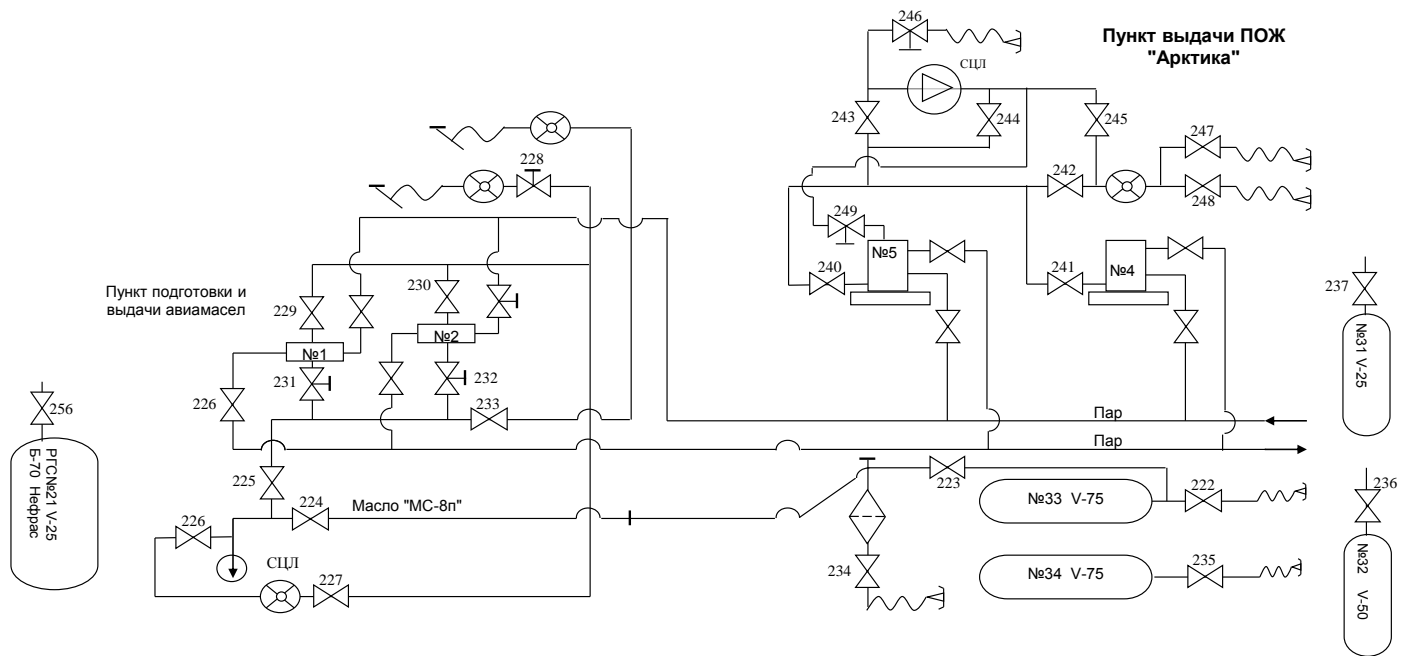 246
Пункт выдачи ПОЖ
"Арктика"
СЦЛ
243
244
245
247
228
242
248
249
№5
№4
230
240
241
237
Пункт подготовки и
выдачи авиамасел
229
№2
№1
231
232
№31 V-25
226
233
256
Пар
Пар
РГС№21 V-25
Б-70 Нефрас
225
223
224
Масло "МС-8п"
№33 V-75
222
236
226
СЦЛ
227
234
№34 V-75
235
№32 V-50